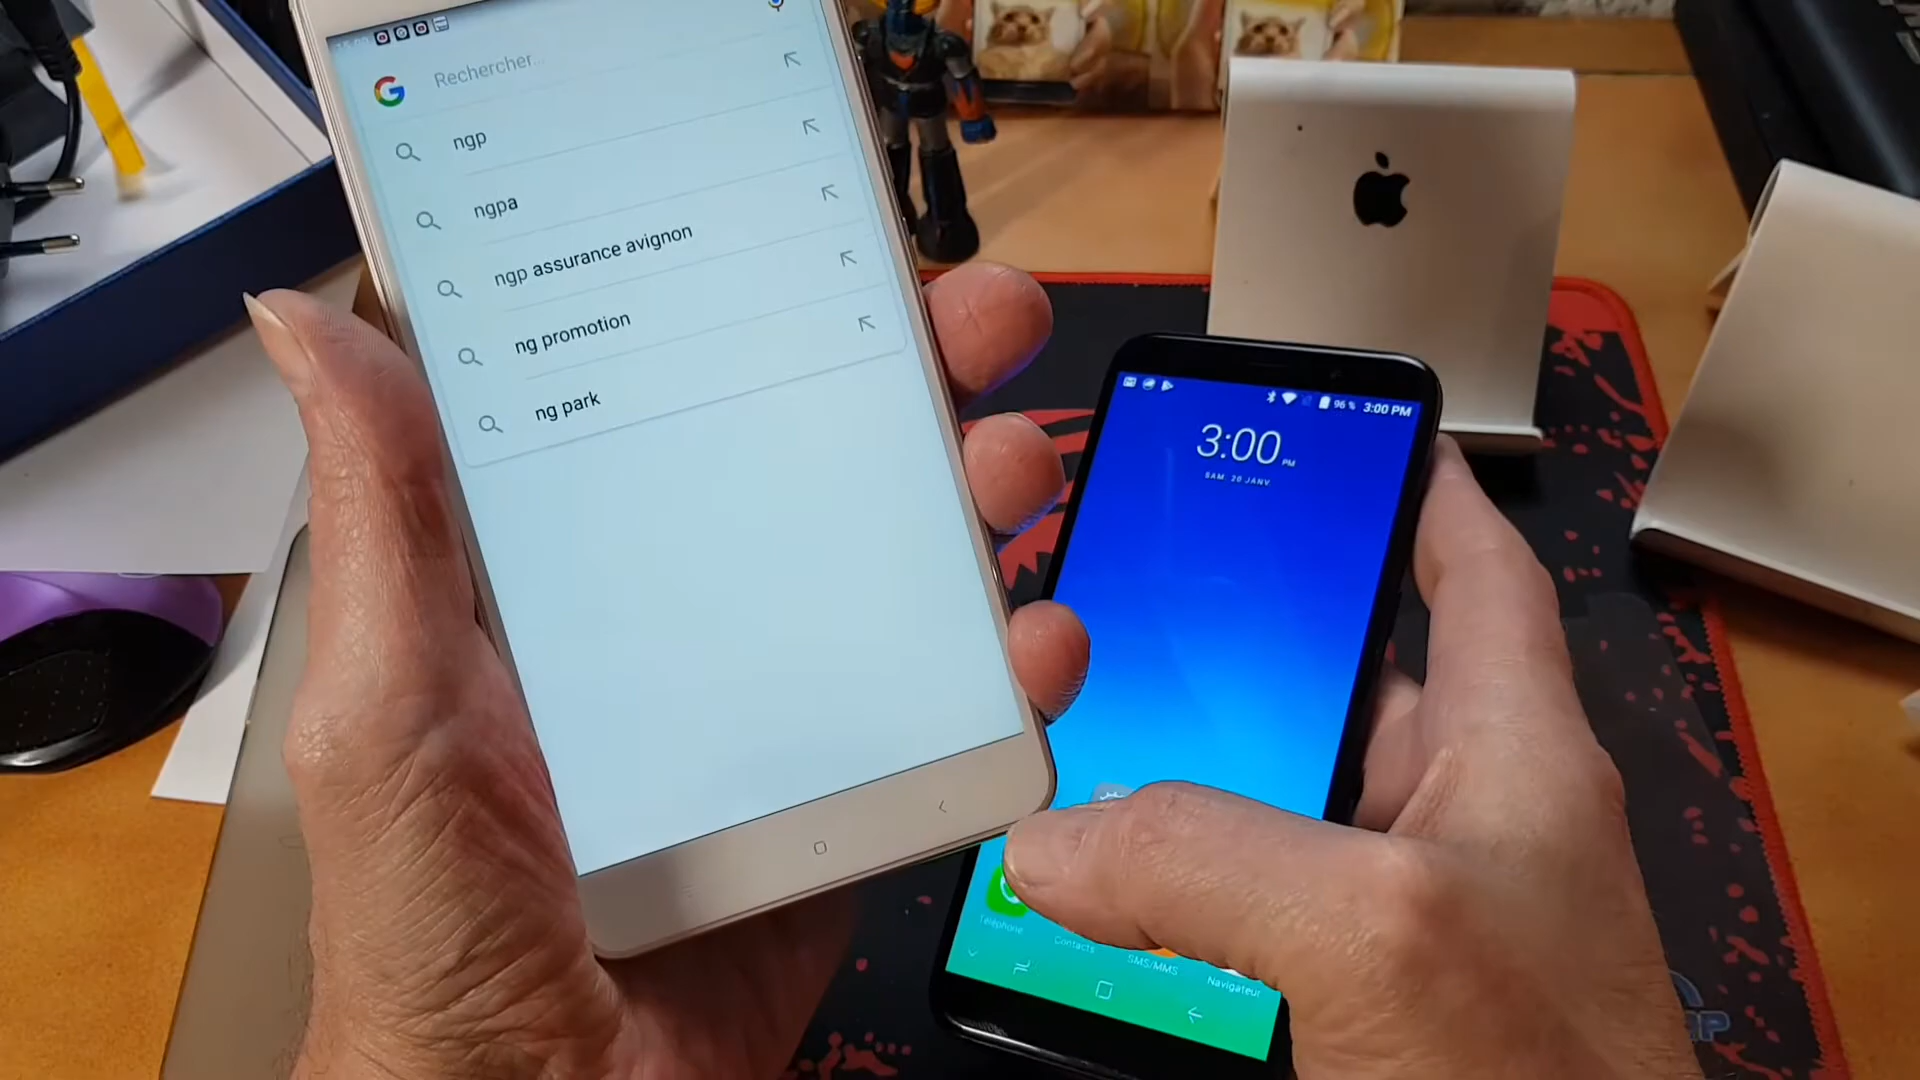 Rechercher...
ngp
ngpa
ngp assurance avignon
ng promotion
ng park
96 % 3:00 PM
3:00 PM
SAM. 20 JANV.
Téléphone
Contacts
SMS/MMS
Navigateur